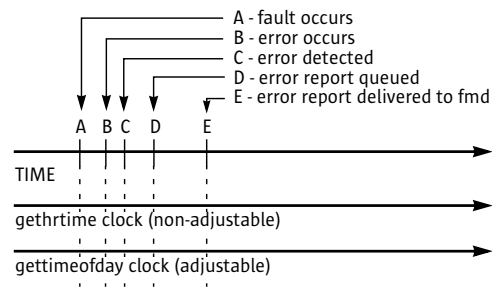 A - fault occurs
B - error occurs
C - error detected
D - error report queued
E - error report delivered to fmd
A B C D E
TIME
gethrtime clock (non-adjustable)
gettimeofday clock (adjustable)